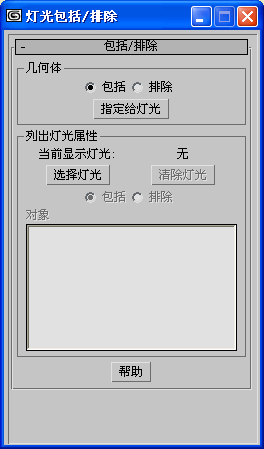 灯光包括/排除
- 包括/排除
几何体
包括 排除
指定给灯光
列出灯光属性
当前显示灯光: 无
选择灯光 清除灯光
包括 排除
对象
帮助